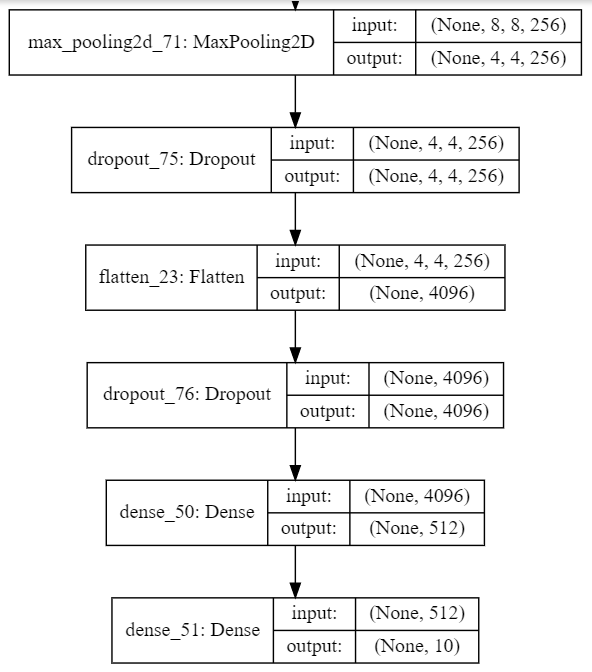 max_pooling2d_71: MaxPooling2D
input: (None, 8, 8, 256)
output: (None, 4, 4, 256)
dropout_75: Dropout
input: (None, 4, 4, 256)
output: (None, 4, 4, 256)
flatten_23: Flatten
input: (None, 4, 4, 256)
output: (None, 4096)
dropout_76: Dropout
input: (None, 4096)
output: (None, 4096)
dense_50: Dense
input: (None, 4096)
output: (None, 512)
dense_51: Dense
input: (None, 512)
output: (None, 10)